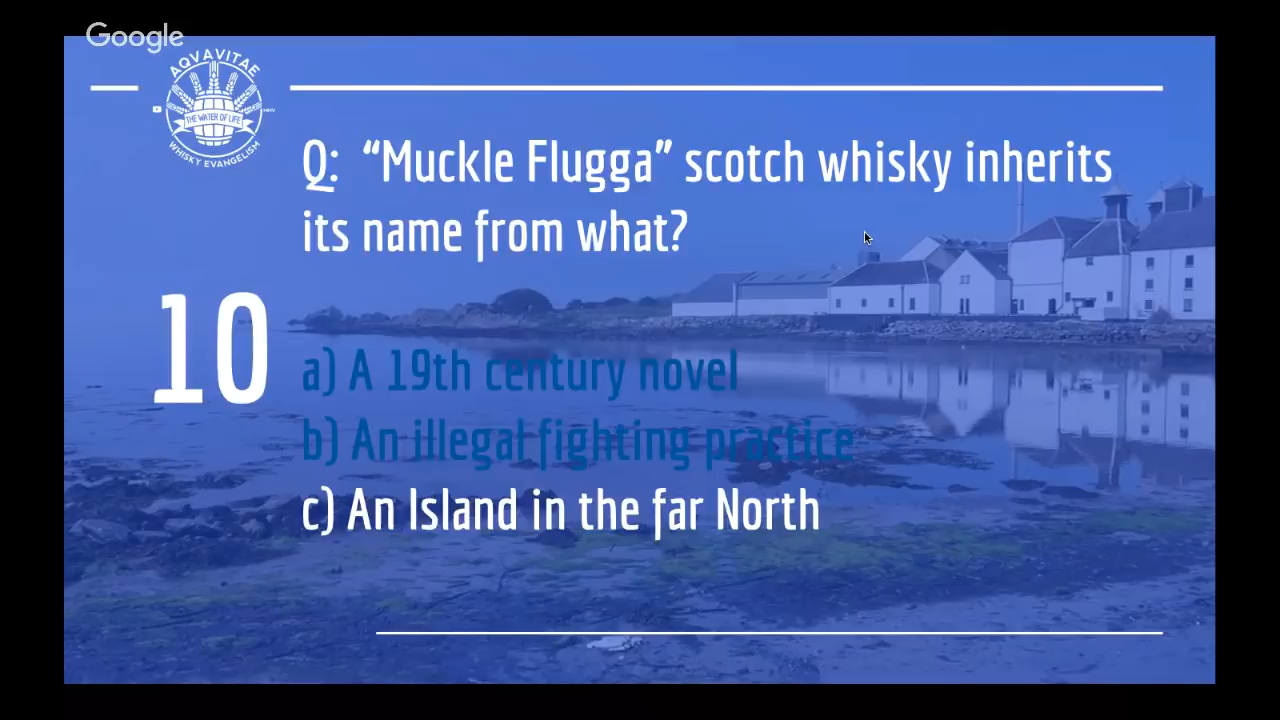 Google
AQVAVITAE
THE WATER OF LIFE
WHISKY EVANGELISM
Q: “Muckle Flugga” scotch whisky inherits
its name from what?
10
a) A 19th century novel
b) An illegal fighting practice
c) An Island in the far North